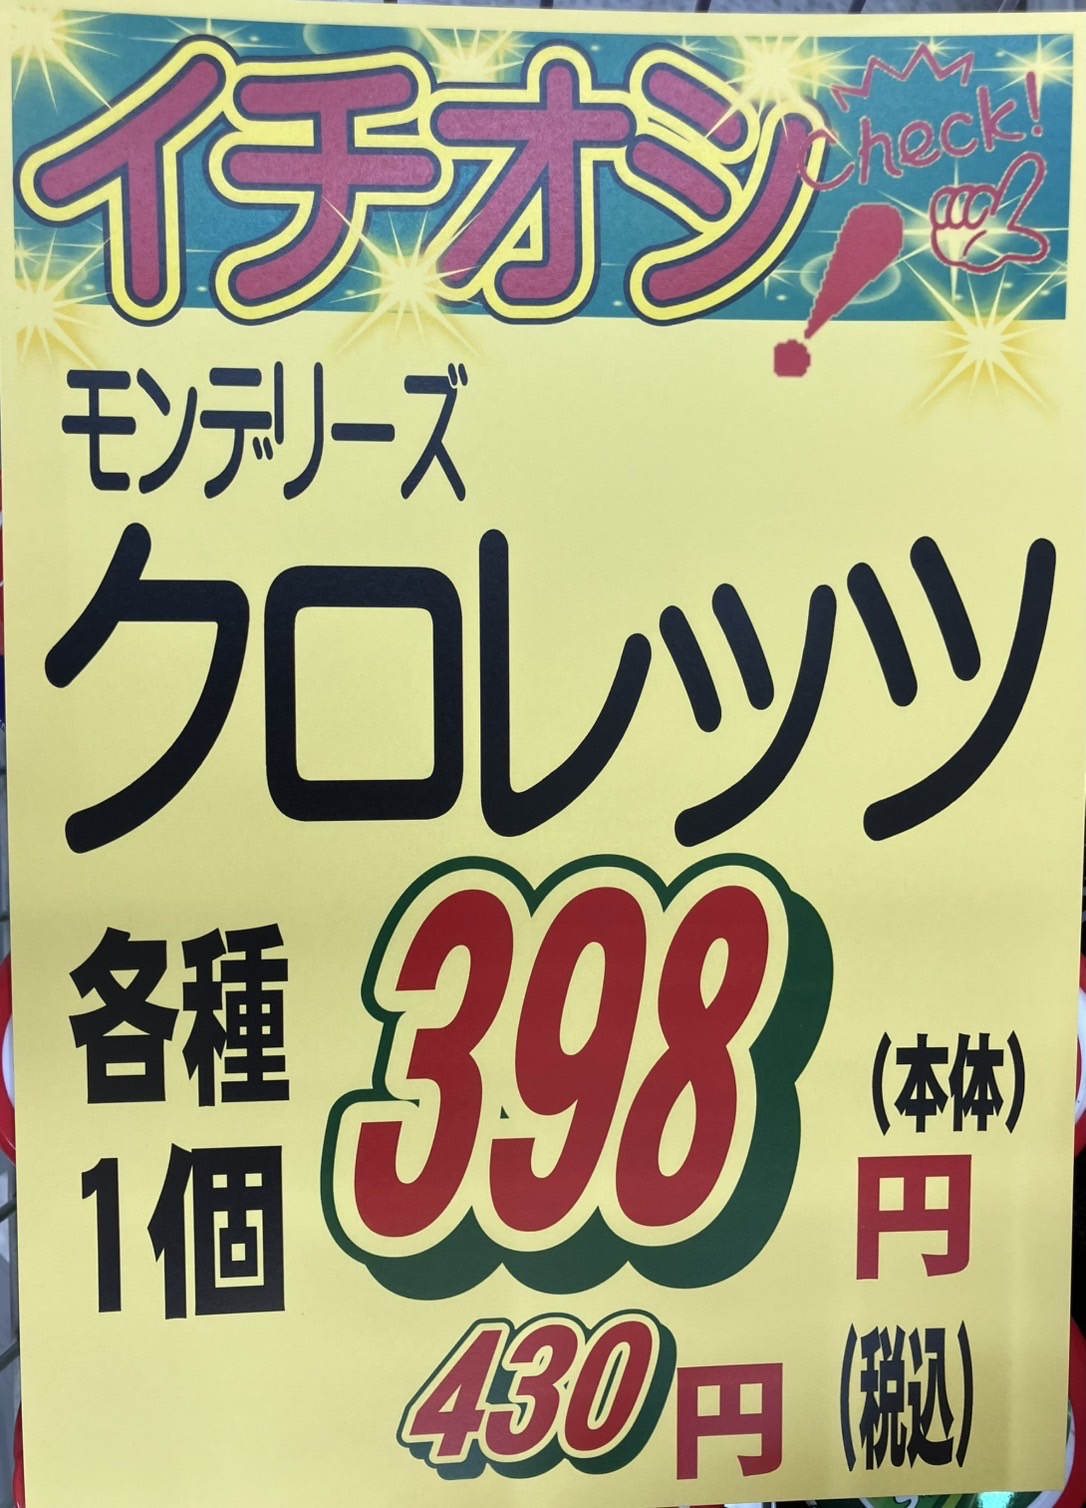 イチオシ!
Check!
モンデリーズ
クロレッツ
各種
1個
398
(本体)
円
430円
(税込)